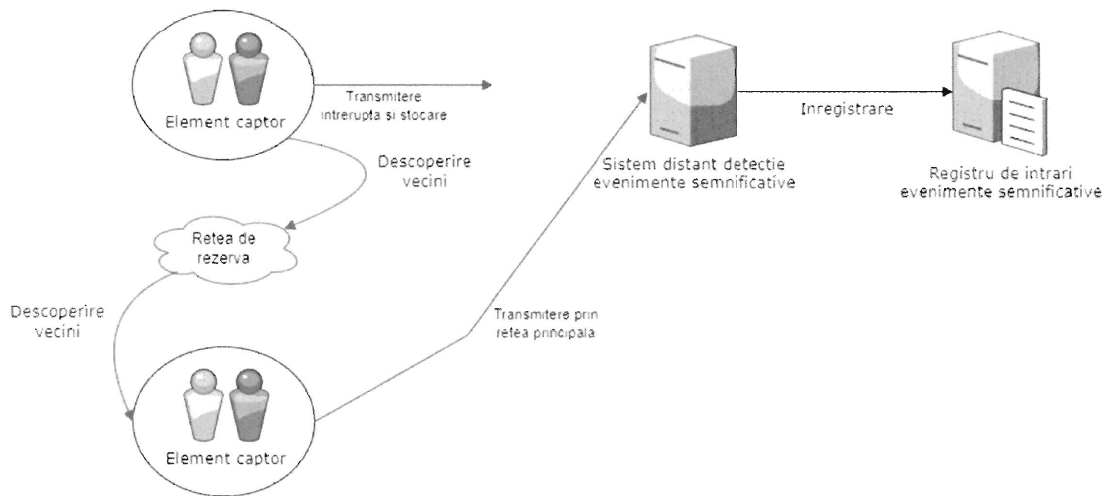 Element captor
Transmitere
intrerupta si stocare
Descoperire
vecini
Retea de
rezerva
Descoperire
vecini
Element captor
Transmitere prin
retea principala
Sistem distant detectie
evenimente semnificative
Inregistrare
Registru de intrari
evenimente semnificative